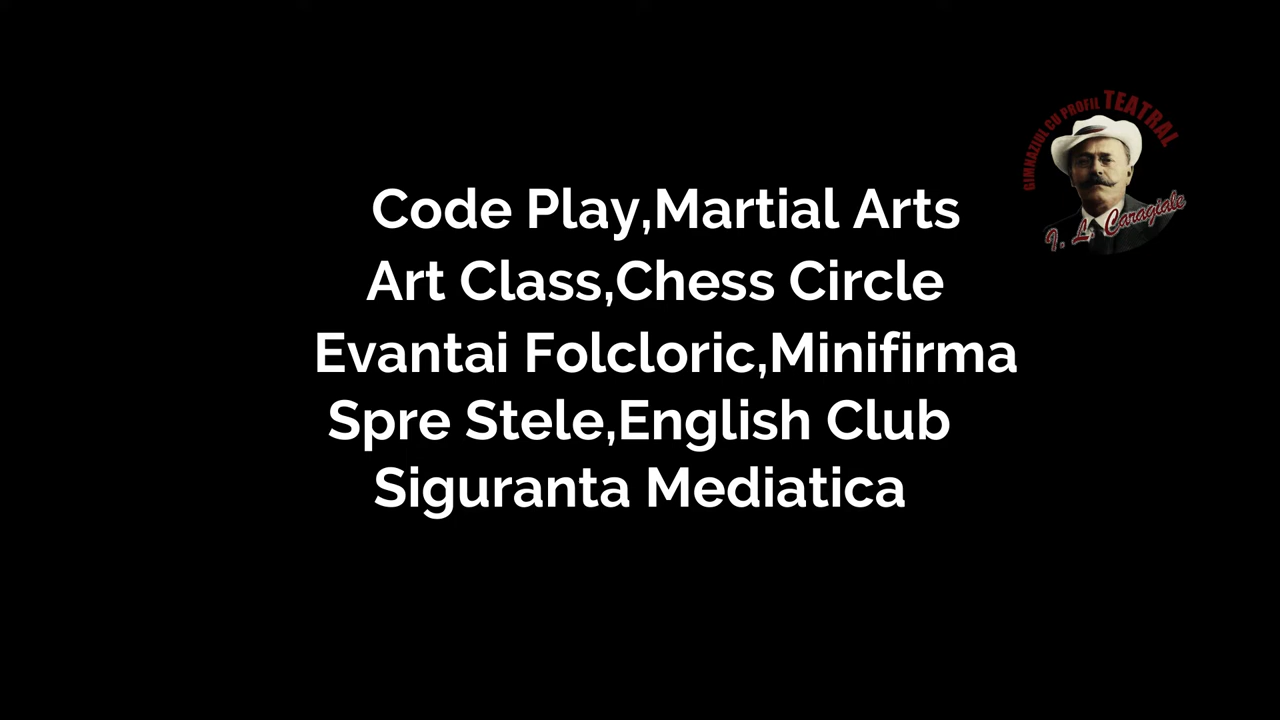 GIMNAZIUL CU PROFIL TEATRAL
I. L. Caragiale
Code Play,Martial Arts
Art Class,Chess Circle
Evantai Folcloric,Minifirma
Spre Stele,English Club
Siguranta Mediatica